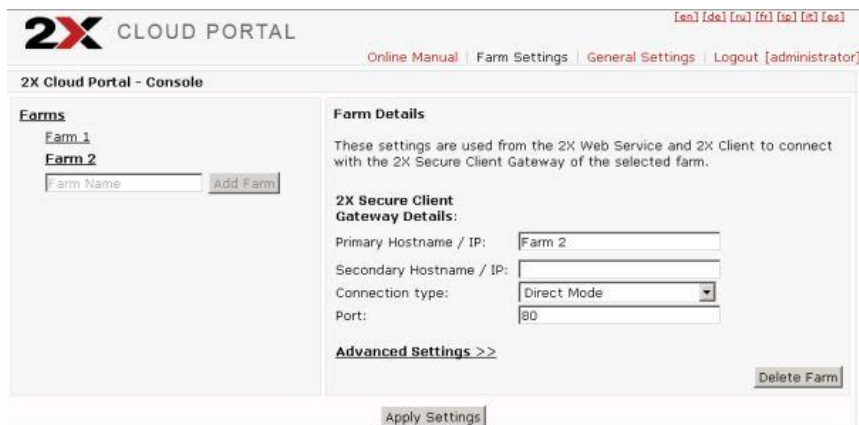 [en] [de] [ru] [fr] [sp] [it] [es]
2X CLOUD PORTAL
Online Manual | Farm Settings | General Settings | Logout [administrator]
2X Cloud Portal - Console
Farms
Farm 1
Farm 2
Farm Name Add Farm
Farm Details
These settings are used from the 2X Web Service and 2X Client to connect
with the 2X Secure Client Gateway of the selected farm.
2X Secure Client
Gateway Details:
Primary Hostname / IP: Farm 2
Secondary Hostname / IP:
Connection type: Direct Mode
Port: 80
Advanced Settings >>
Delete Farm
Apply Settings